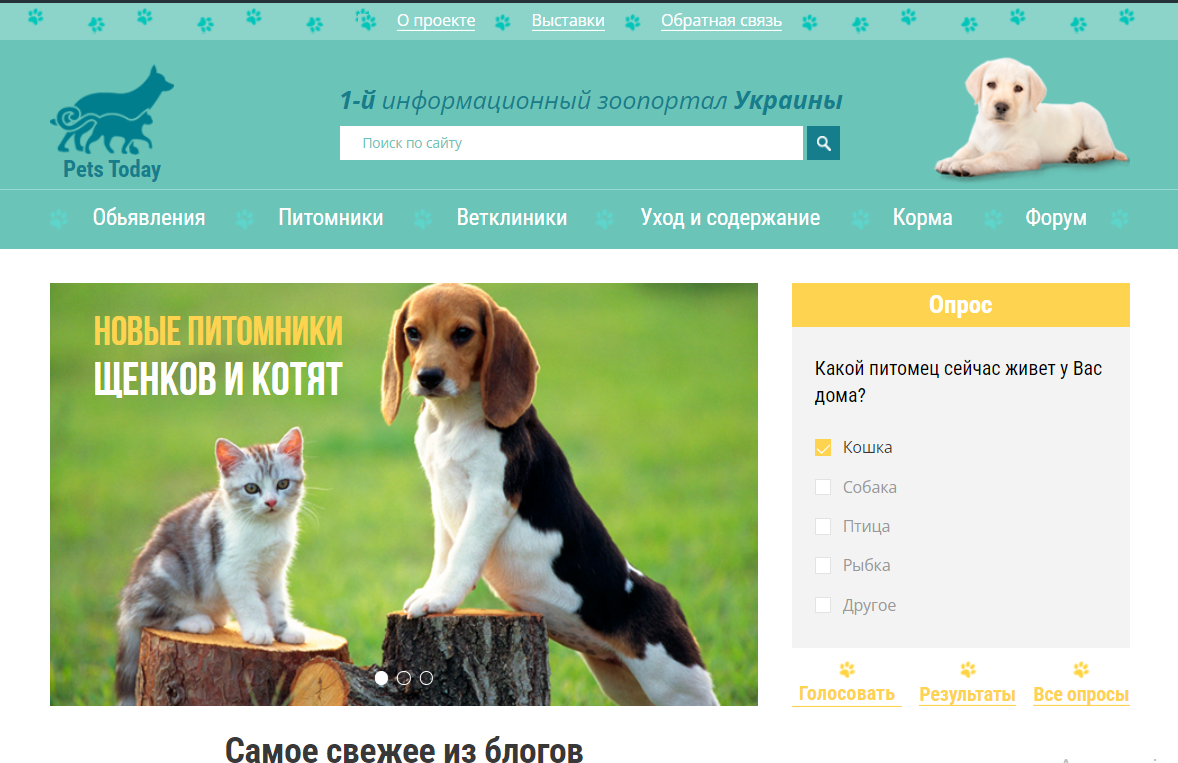 О проекте
Выставки
Обратная связь
1-й информационный зоопортал Украины
Поиск по сайту
Pets Today
Обьявления
Питомники
Ветклиники
Уход и содержание
Корма
Форум
НОВЫЕ ПИТОМНИКИ
ЩЕНКОВ И КОТЯТ
Опрос
Какой питомец сейчас живет у Вас
дома?
Кошка
Собака
Птица
Рыбка
Другое
Голосовать
Результаты
Все опросы
Самое свежее из блогов